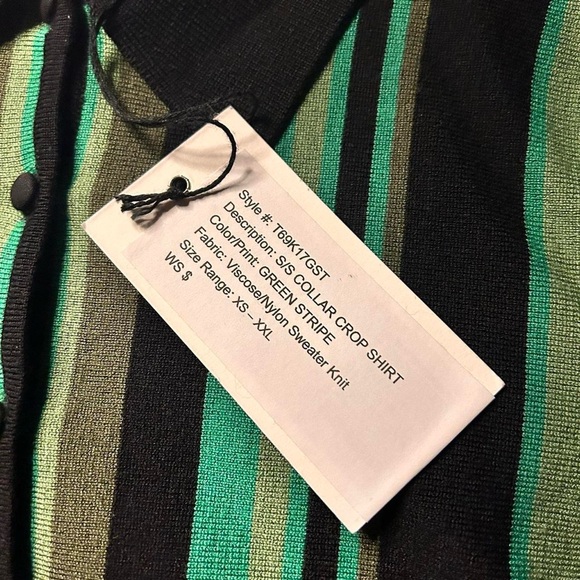 Style #: T69K17GST
Description: S/S COLLAR CROP SHIRT
Color/Print: GREEN STRIPE
Fabric: Viscose/Nylon Sweater Knit
Size Range: XS - XXL
WS $